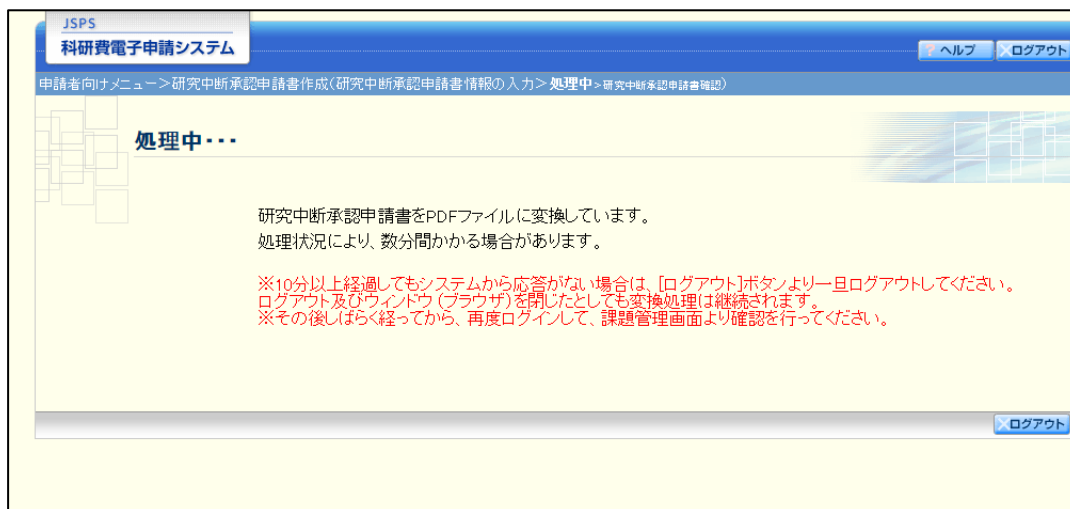 JSPS
科研費電子申請システム
ヘルプ
ログアウト
申請者向けメニュー>研究中断承認申請書作成(研究中断承認申請書情報の入力>処理中>研究中断承認申請書確認)
処理中・・・
研究中断承認申請書をPDFファイルに変換しています。
処理状況により、数分間かかる場合があります。
※10分以上経過してもシステムから応答がない場合は、[ログアウト]ボタンより一旦ログアウトしてください。
ログアウト及びウィンドウ(ブラウザ)を閉じたとしても変換処理は継続されます。
※その後しばらく経ってから、再度ログインして、課題管理画面より確認を行ってください。
ログアウト